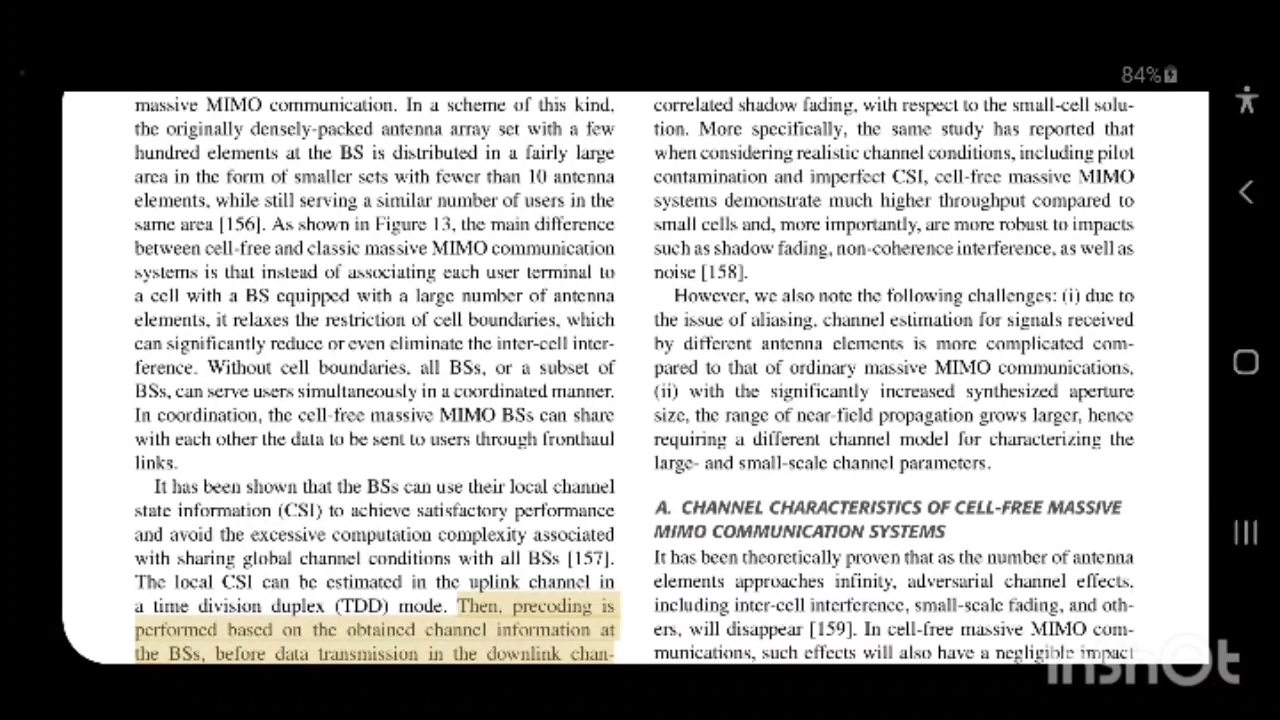 84%
massive MIMO communication. In a scheme of this kind,
the originally densely-packed antenna array set with a few
hundred elements at the BS is distributed in a fairly large
area in the form of smaller sets with fewer than 10 antenna
elements, while still serving a similar number of users in the
same area [156]. As shown in Figure 13, the main difference
between cell-free and classic massive MIMO communication
systems is that instead of associating each user terminal to
a cell with a BS equipped with a large number of antenna
elements, it relaxes the restriction of cell boundaries, which
can significantly reduce or even eliminate the inter-cell inter-
ference. Without cell boundaries, all BSs, or a subset of
BSs, can serve users simultaneously in a coordinated manner.
In coordination, the cell-free massive MIMO BSs can share
with each other the data to be sent to users through fronthaul
links.
It has been shown that the BSs can use their local channel
state information (CSI) to achieve satisfactory performance
and avoid the excessive computation complexity associated
with sharing global channel conditions with all BSs [157].
The local CSI can be estimated in the uplink channel in
a time division duplex (TDD) mode. Then, precoding is
performed based on the obtained channel information at
the BSs, before data transmission in the downlink chan-
correlated shadow fading, with respect to the small-cell solu-
tion. More specifically, the same study has reported that
when considering realistic channel conditions, including pilot
contamination and imperfect CSI, cell-free massive MIMO
systems demonstrate much higher throughput compared to
small cells and, more importantly, are more robust to impacts
such as shadow fading, non-coherence interference, as well as
noise [158].
However, we also note the following challenges: (i) due to
the issue of aliasing, channel estimation for signals received
by different antenna elements is more complicated com-
pared to that of ordinary massive MIMO communications,
(ii) with the significantly increased synthesized aperture
size, the range of near-field propagation grows larger, hence
requiring a different channel model for characterizing the
large- and small-scale channel parameters.
A. CHANNEL CHARACTERISTICS OF CELL-FREE MASSIVE
MIMO COMMUNICATION SYSTEMS
It has been theoretically proven that as the number of antenna
elements approaches infinity, adversarial channel effects,
including inter-cell interference, small-scale fading, and oth-
ers, will disappear [159]. In cell-free massive MIMO com-
munications, such effects will also have a negligible impact
InShOt